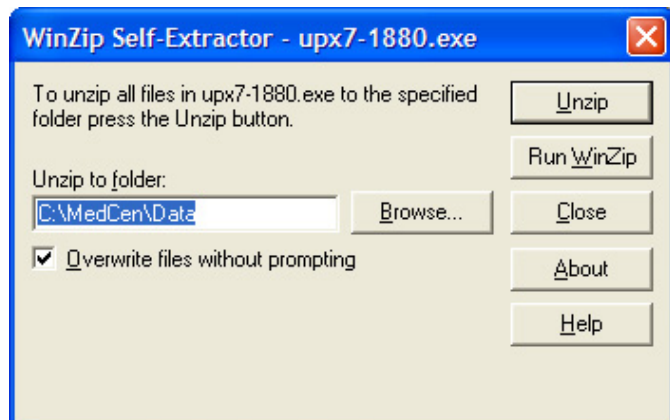 WinZip Self-Extractor - upx7-1880.exe
To unzip all files in upx7-1880.exe to the specified
folder press the Unzip button.
Unzip to folder:
C:\MedCen\Data
Browse...
Overwrite files without prompting
Unzip
Run WinZip
Close
About
Help